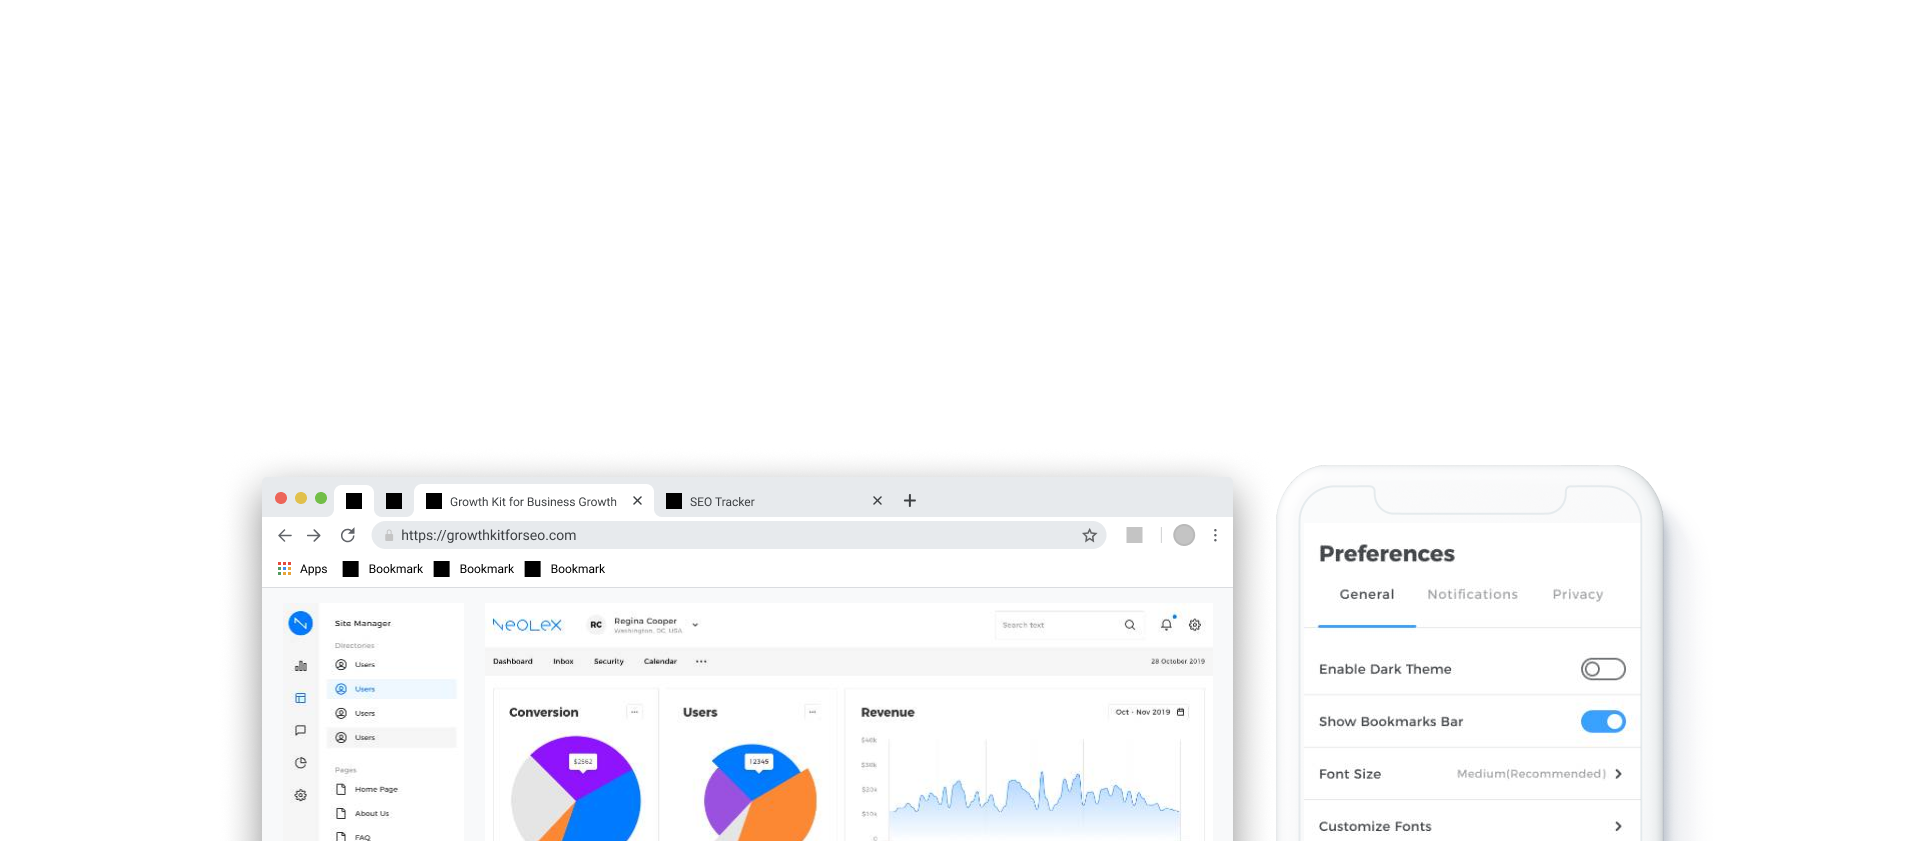 Growth Kit for Business Growth
SEO Tracker
https://growthkitforseo.com
Apps
Bookmark
Bookmark
Bookmark
Site Manager
Directories
Users
Users
Users
Users
Pages
Home Page
About Us
FAQ
NEOLEX
RC
Regina Cooper
Washington, DC, USA
Search text
Dashboard
Inbox
Security
Calendar
28 October 2019
Conversion
$2562
Users
12345
Revenue
Oct - Nov 2019
$46k
$36k
$23k
$10k
0
Preferences
General
Notifications
Privacy
Enable Dark Theme
Show Bookmarks Bar
Font Size
Medium(Recommended)
Customize Fonts